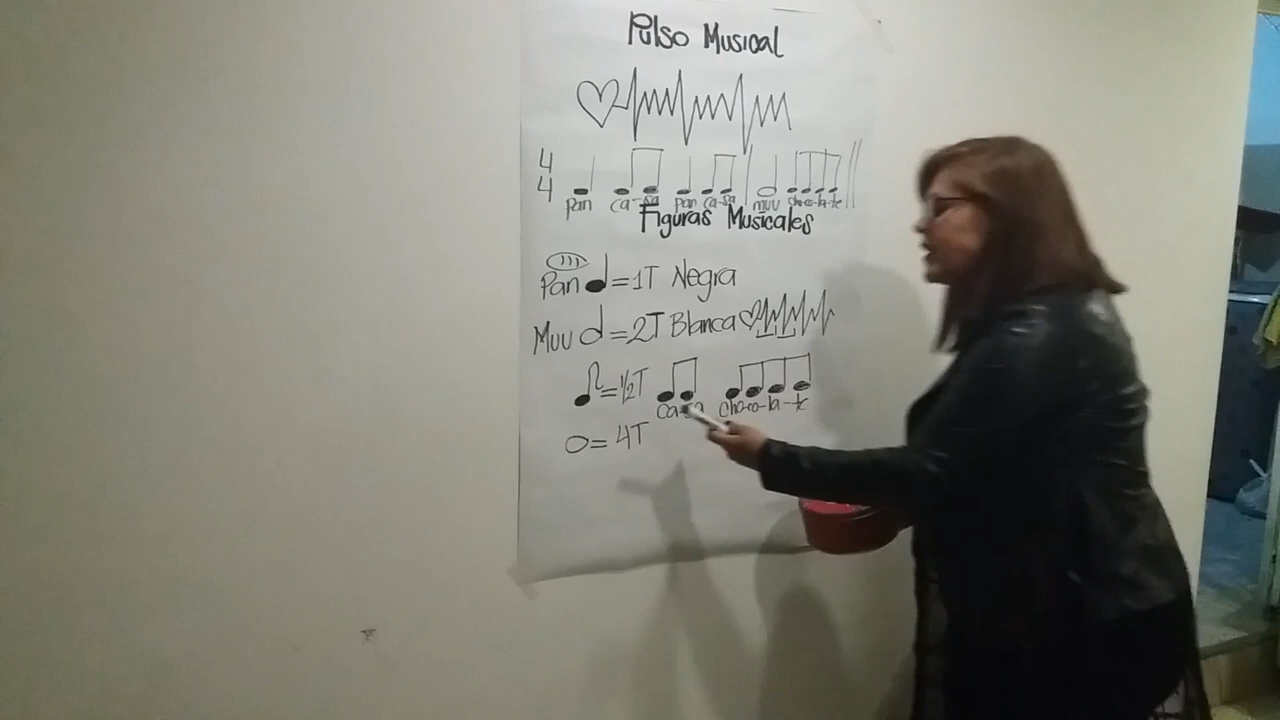 Pulso Musical
4
4
pan ca-sa pan ca-sa muu cho-co-la-te
Figuras Musicales
Pan = 1T Negra
Muu = 2T Blanca
= 1/2T
ca-sa cho-co-la-te
O = 4T